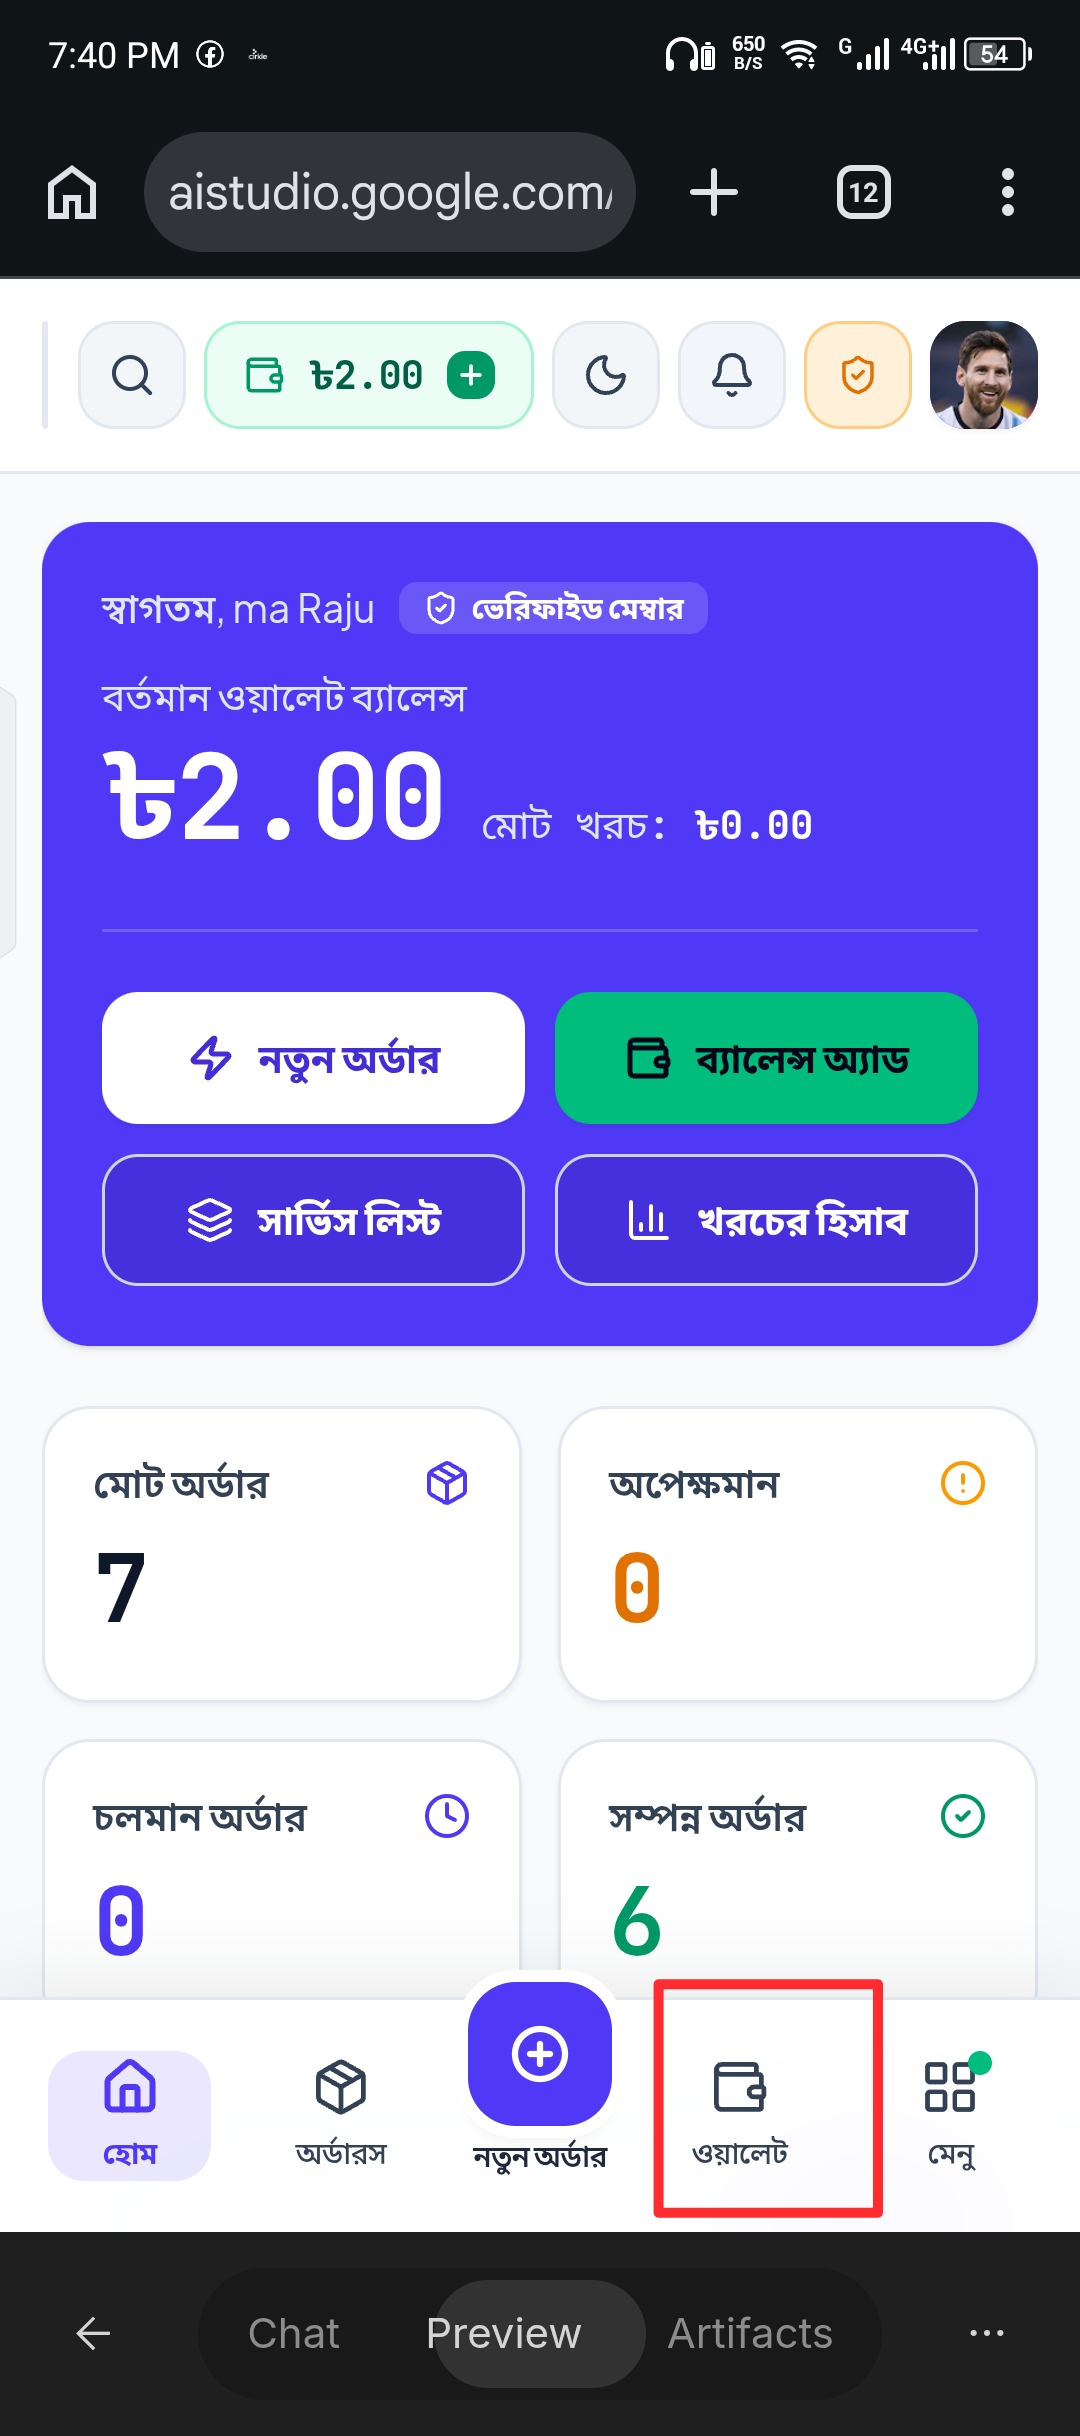 7:40 PM
650 B/S
G
4G+
54
aistudio.google.com/
12
৳2.00
স্বাগতম, ma Raju
ভেরিফাইড মেম্বার
বর্তমান ওয়ালেট ব্যালেন্স
৳2.00 মোট খরচ: ৳0.00
নতুন অর্ডার
ব্যালেন্স অ্যাড
সার্ভিস লিস্ট
খরচের হিসাব
মোট অর্ডার
অপেক্ষমান
7
0
চলমান অর্ডার
সম্পন্ন অর্ডার
0
6
হোম
অর্ডারস
নতুন অর্ডার
ওয়ালেট
মেনু
Chat
Preview
Artifacts